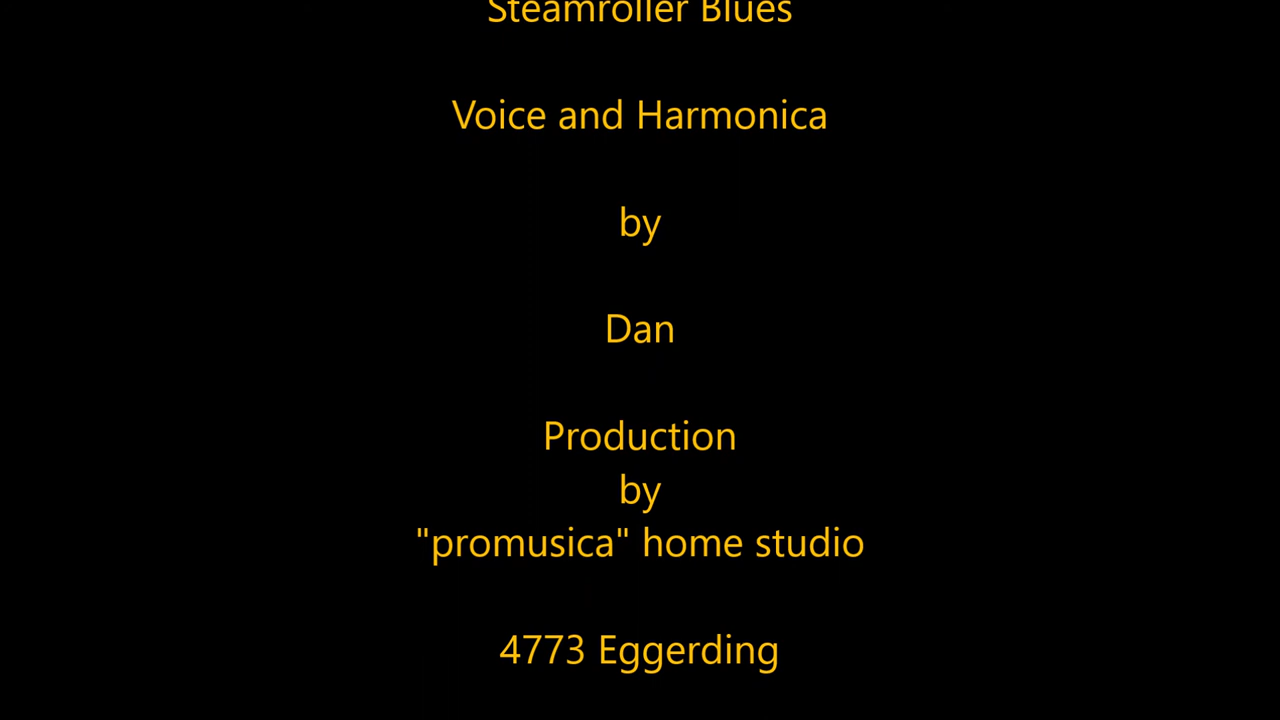 Steamroller Blues
Voice and Harmonica
by
Dan
Production
by
"promusica" home studio
4773 Eggerding